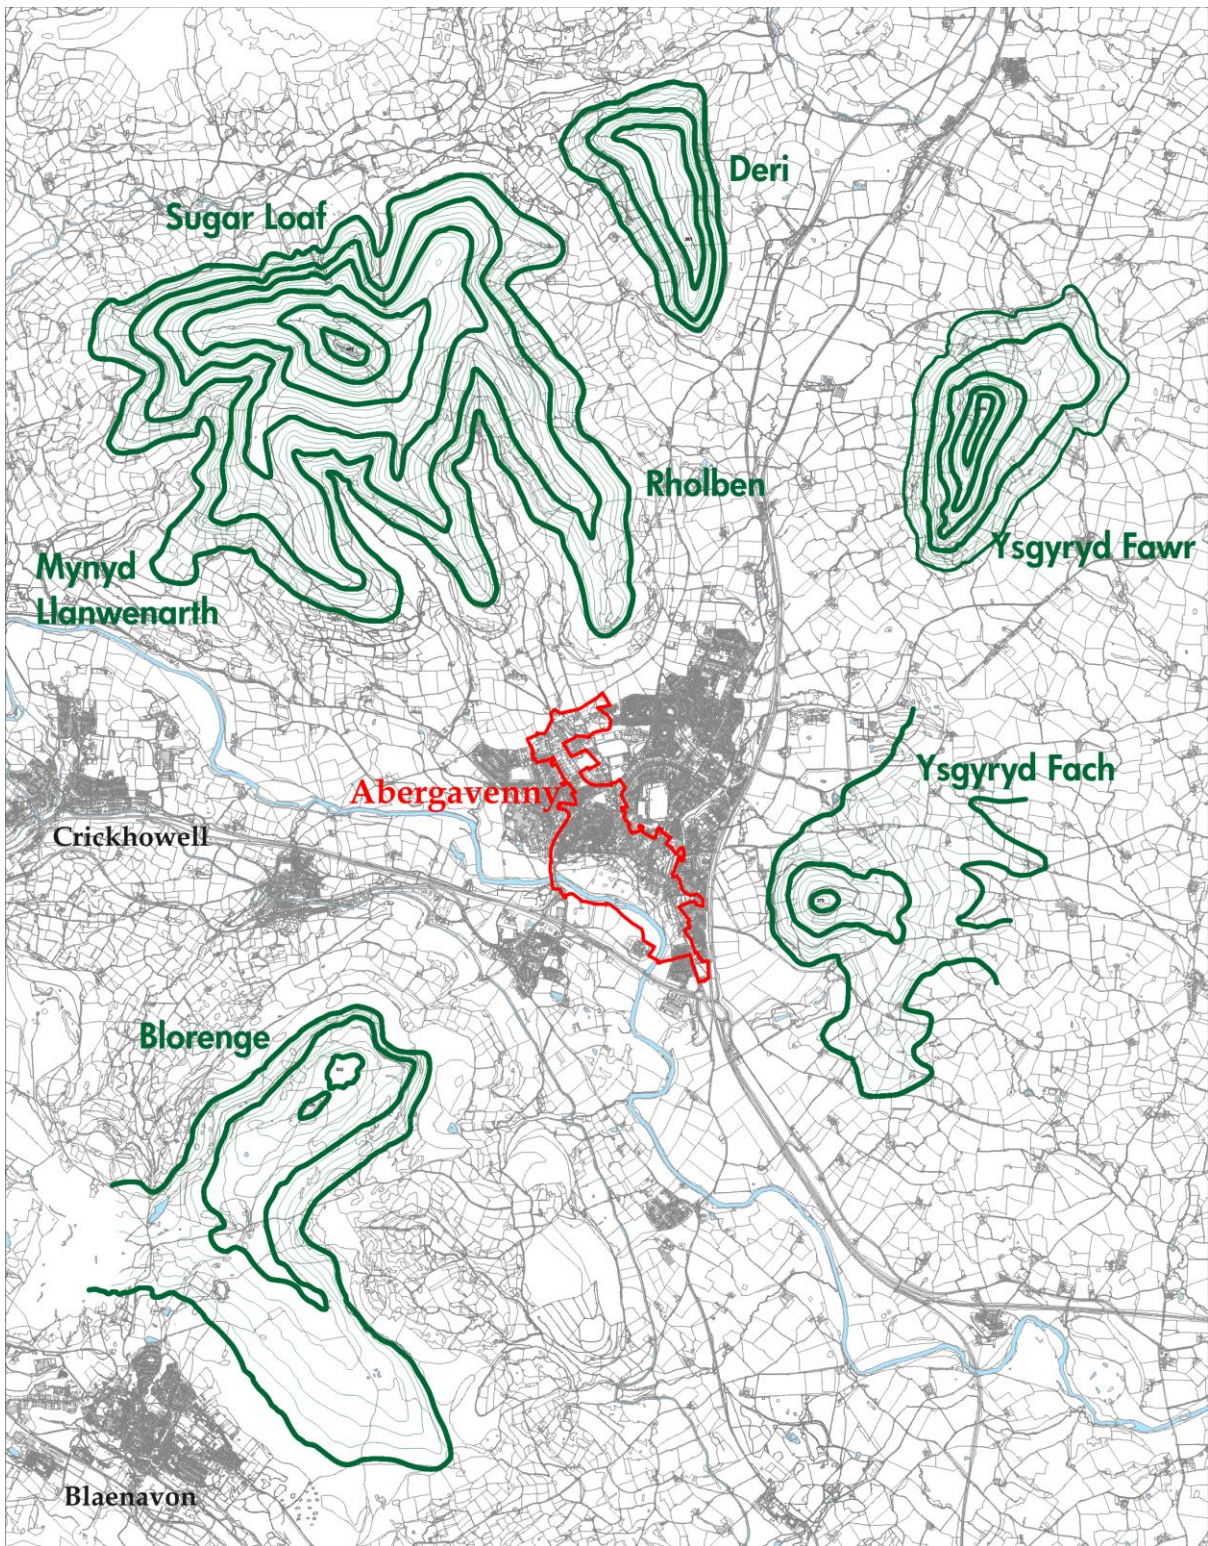 Deri
Sugar Loaf
Rholben
Ysgyryd Fawr
Mynyd
Llanwenarth
Ysgyryd Fach
Abergavenny
Crickhowell
Blorenge
Blaenavon